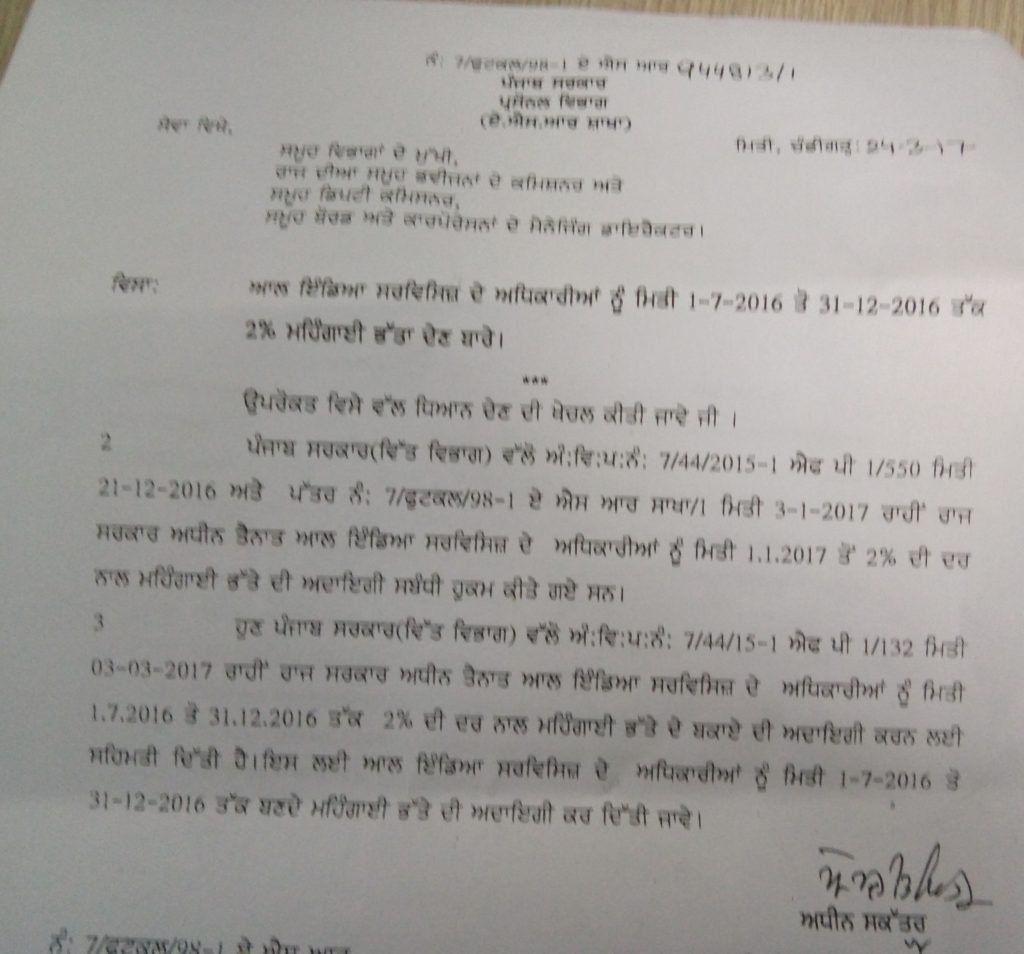 ਨੰ: 7/ਫੁਟਕਲ/98-1 ਏ ਐਸ ਆਰ
ਪੰਜਾਬ ਸਰਕਾਰ
ਪ੍ਰਸੋਨਲ ਵਿਭਾਗ
(ਏ.ਐਸ.ਆਰ ਸ਼ਾਖਾ)
ਸੇਵਾ ਵਿਖੇ,
ਮਿਤੀ, ਚੰਡੀਗੜ੍ਹ:
ਸਮੂਹ ਵਿਭਾਗਾਂ ਦੇ ਮੁੱਖੀ,
ਰਾਜ ਦੀਆ ਸਮੂਹ ਡਵੀਜਨਾਂ ਦੇ ਕਮਿਸ਼ਨਰ ਅਤੇ
ਸਮੂਹ ਡਿਪਟੀ ਕਮਿਸ਼ਨਰ,
ਸਮੂਹ ਬੋਰਡ ਅਤੇ ਕਾਰਪੋਰੇਸ਼ਨਾਂ ਦੇ ਮੈਨੇਜਿੰਗ ਡਾਇਰੈਕਟਰ।
ਵਿਸ਼ਾ: ਆਲ ਇੰਡਿਆ ਸਰਵਿਸਿਜ਼ ਦੇ ਅਧਿਕਾਰੀਆਂ ਨੂੰ ਮਿਤੀ 1-7-2016 ਤੋਂ 31-12-2016 ਤੱਕ
2% ਮਹਿੰਗਾਈ ਭੱਤਾ ਦੇਣ ਬਾਰੇ।
***
ਉਪਰੋਕਤ ਵਿਸ਼ੇ ਵੱਲ ਧਿਆਨ ਦੇਣ ਦੀ ਖੇਚਲ ਕੀਤੀ ਜਾਵੇ ਜੀ ।
2 ਪੰਜਾਬ ਸਰਕਾਰ(ਵਿੱਤ ਵਿਭਾਗ) ਵੱਲੋਂ ਅੰ:ਵਿ:ਪ:ਨੰ: 7/44/2015-1 ਐਫ ਪੀ 1/550 ਮਿਤੀ
21-12-2016 ਅਤੇ ਪੱਤਰ ਨੰ: 7/ਫੁਟਕਲ/98-1 ਏ ਐਸ ਆਰ ਸ਼ਾਖਾ/1 ਮਿਤੀ 3-1-2017 ਰਾਹੀਂ ਰਾਜ
ਸਰਕਾਰ ਅਧੀਨ ਤੈਨਾਤ ਆਲ ਇੰਡਿਆ ਸਰਵਿਸਿਜ਼ ਦੇ ਅਧਿਕਾਰੀਆਂ ਨੂੰ ਮਿਤੀ 1.1.2017 ਤੋਂ 2% ਦੀ ਦਰ
ਨਾਲ ਮਹਿੰਗਾਈ ਭੱਤੇ ਦੀ ਅਦਾਇਗੀ ਸਬੰਧੀ ਹੁਕਮ ਕੀਤੇ ਗਏ ਸਨ।
3 ਹੁਣ ਪੰਜਾਬ ਸਰਕਾਰ(ਵਿੱਤ ਵਿਭਾਗ) ਵੱਲੋਂ ਅੰ:ਵਿ:ਪ:ਨੰ: 7/44/15-1 ਐਫ ਪੀ 1/132 ਮਿਤੀ
03-03-2017 ਰਾਹੀਂ ਰਾਜ ਸਰਕਾਰ ਅਧੀਨ ਤੈਨਾਤ ਆਲ ਇੰਡਿਆ ਸਰਵਿਸਿਜ਼ ਦੇ ਅਧਿਕਾਰੀਆਂ ਨੂੰ ਮਿਤੀ
1.7.2016 ਤੋਂ 31.12.2016 ਤੱਕ 2% ਦੀ ਦਰ ਨਾਲ ਮਹਿੰਗਾਈ ਭੱਤੇ ਦੇ ਬਕਾਏ ਦੀ ਅਦਾਇਗੀ ਕਰਨ ਲਈ
ਸਹਿਮਤੀ ਦਿੱਤੀ ਹੈ।ਇਸ ਲਈ ਆਲ ਇੰਡਿਆ ਸਰਵਿਸਿਜ਼ ਦੇ ਅਧਿਕਾਰੀਆਂ ਨੂੰ ਮਿਤੀ 1-7-2016 ਤੋਂ
31-12-2016 ਤੱਕ ਬਣਦੇ ਮਹਿੰਗਾਈ ਭੱਤੇ ਦੀ ਅਦਾਇਗੀ ਕਰ ਦਿੱਤੀ ਜਾਵੇ।
ਅਧੀਨ ਸਕੱਤਰ
ਨੰ: 7/ਫੁਟਕਲ/98-1 ਏ ਐਸ ਆਰ